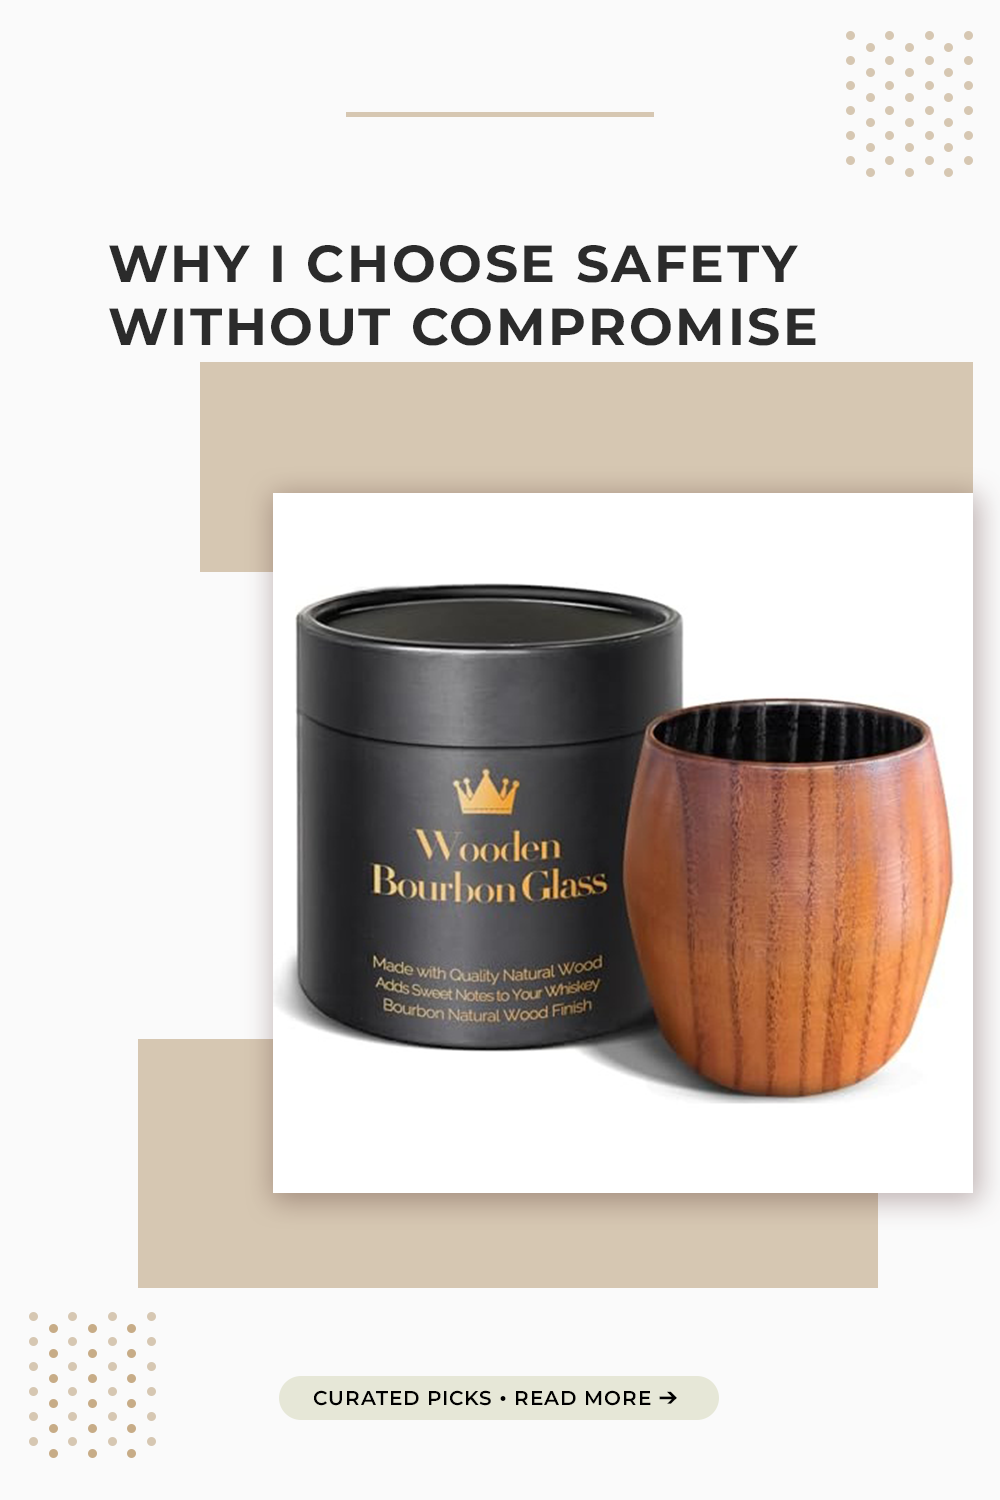 WHY I CHOOSE SAFETY
WITHOUT COMPROMISE
Wooden
Bourbon Glass
Made with Quality Natural Wood
Adds Sweet Notes to Your Whiskey
Bourbon Natural Wood Finish
CURATED PICKS • READ MORE ➔